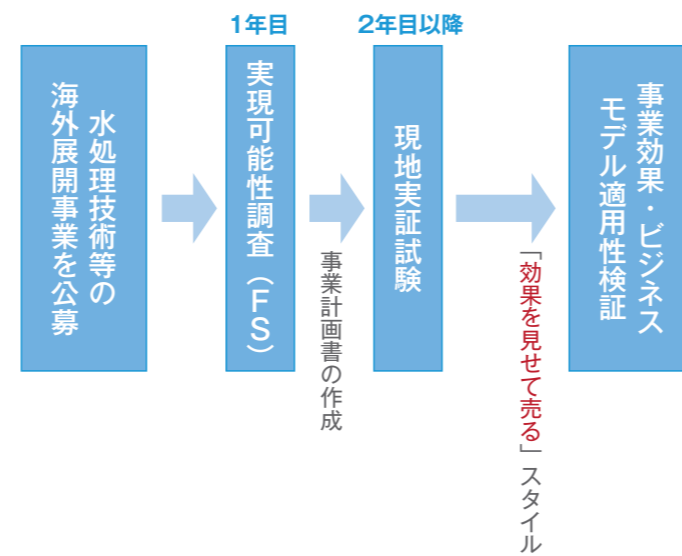 1年目
2年目以降
水処理技術等の
海外展開事業を公募
実現可能性調査（FS）
事業計画書の作成
現地実証試験
「効果を見せて売る」スタイル
事業効果・ビジネス
モデル適用性検証